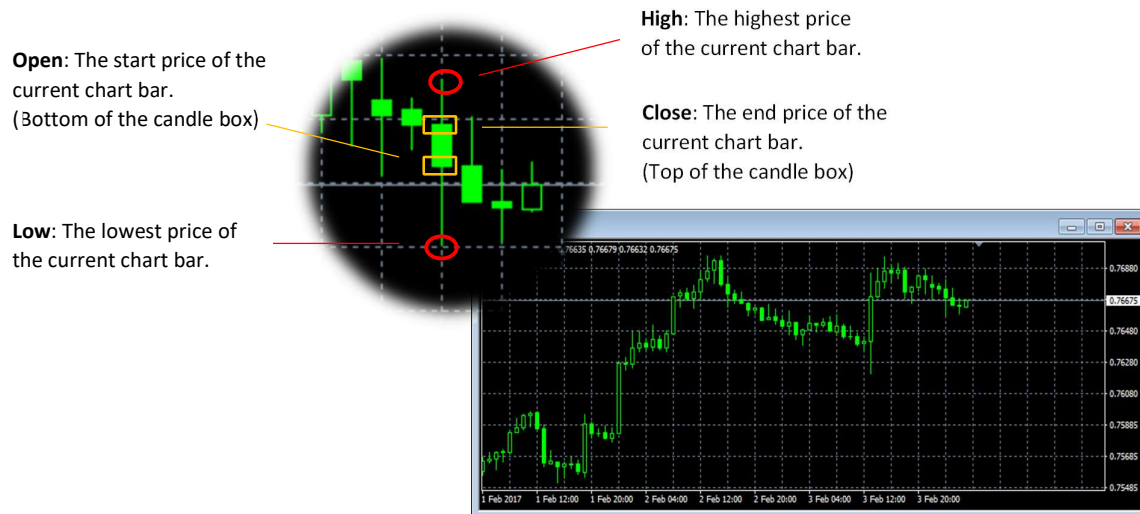 High: The highest price
of the current chart bar.
Open: The start price of the
current chart bar.
(Bottom of the candle box)
Close: The end price of the
current chart bar.
(Top of the candle box)
Low: The lowest price of
the current chart bar.
0.76679 0.76632 0.76675
0.76880
0.76675
0.76480
0.76280
0.76080
0.75885
0.75685
0.75485
1 Feb 2017 1 Feb 12:00 1 Feb 20:00 2 Feb 04:00 2 Feb 12:00 2 Feb 20:00 3 Feb 04:00 3 Feb 12:00 3 Feb 20:00